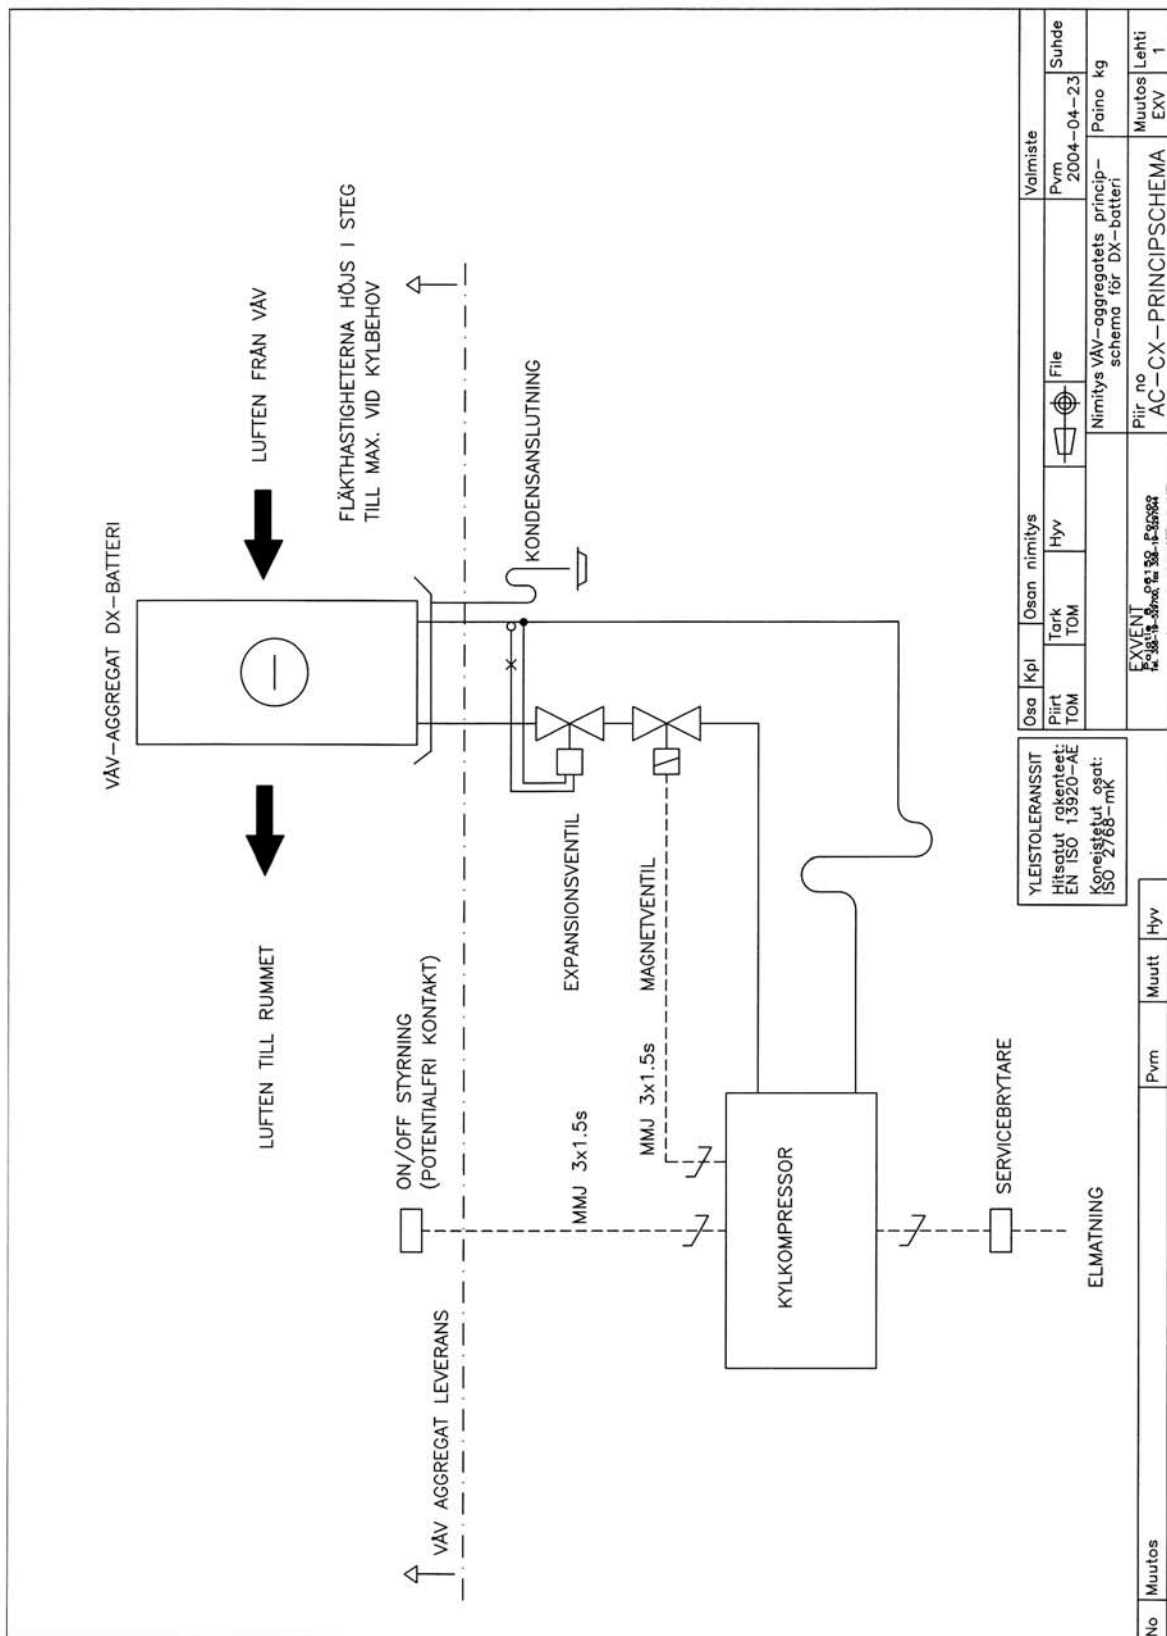 VÅV-AGGREGAT DX-BATTERI
LUFTEN TILL RUMMET
LUFTEN FRÅN VÅV
FLÄKTHASTIGHETERNA HÖJS I STEG
TILL MAX. VID KYLBEHOV
ON/OFF STYRNING
(POTENTIALFRI KONTAKT)
VÅV AGGREGAT LEVERANS
KONDENSANSLUTNING
EXPANSIONSVENTIL
MMJ 3x1.5s
MAGNETVENTIL
MMJ 3x1.5s
KYLKOMPRESSOR
SERVICEBRYTARE
ELMATNING
YLEISTOLERANSSIT
Hitsatut rakenteet:
EN ISO 13920-AE
Koneistetut osat:
ISO 2768-mK
Osa Kpl Osan nimitys Valmiste
Piirt Tark Hyv File Pvm Suhde
TOM TOM 2004-04-23
Nimitys VÅV-aggregatets princip-
schema för DX-batteri
Paino kg
EXVENT
Piir no
AC-CX-PRINCIPSCHEMA
Muutos Lehti
EXV 1
No Muutos Pvm Muutt Hyv